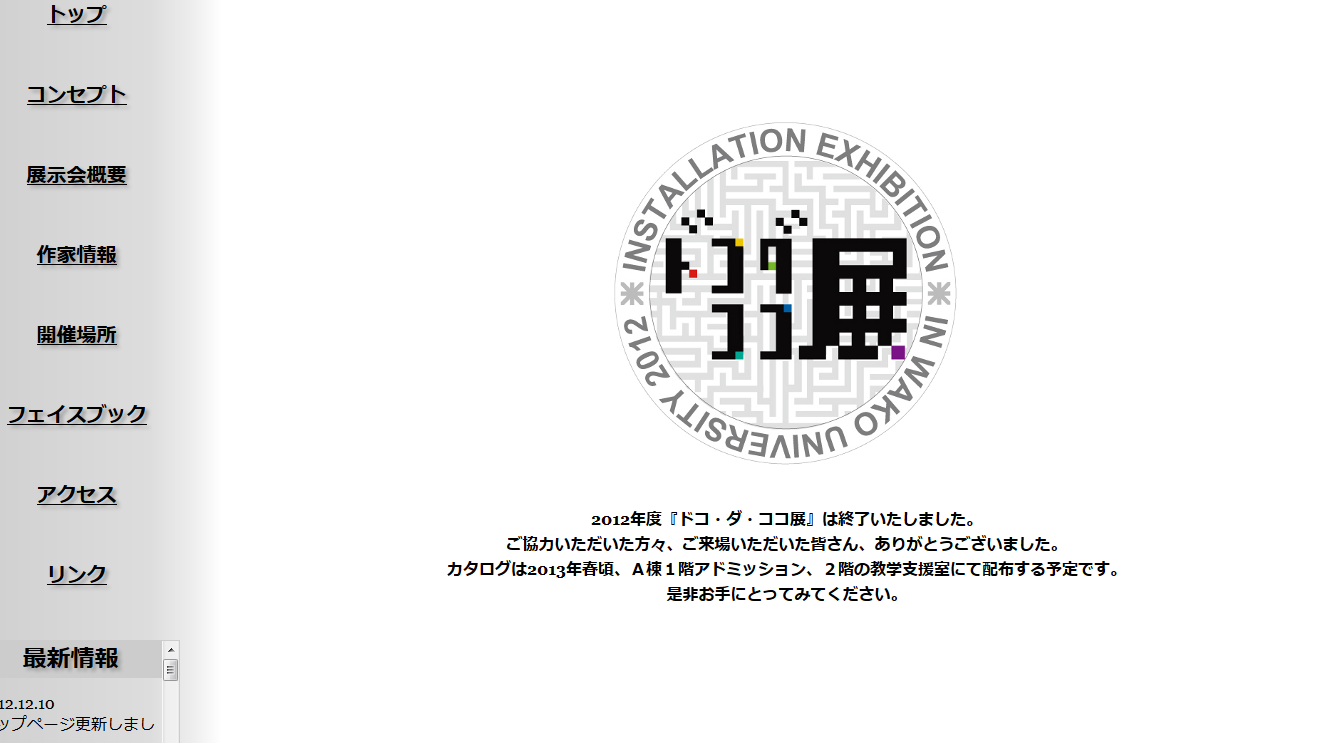 トップ
コンセプト
展示会概要
作家情報
開催場所
フェイスブック
アクセス
リンク
最新情報
12.12.10
ップページ更新しまし
INSTALLATION EXHIBITION
IN WAKO UNIVERSITY 2012
ドコダココ展
2012年度『ドコ・ダ・ココ展』は終了いたしました。
ご協力いただいた方々、ご来場いただいた皆さん、ありがとうございました。
カタログは2013年春頃、Ａ棟１階アドミッション、２階の教学支援室にて配布する予定です。
是非お手にとってみてください。